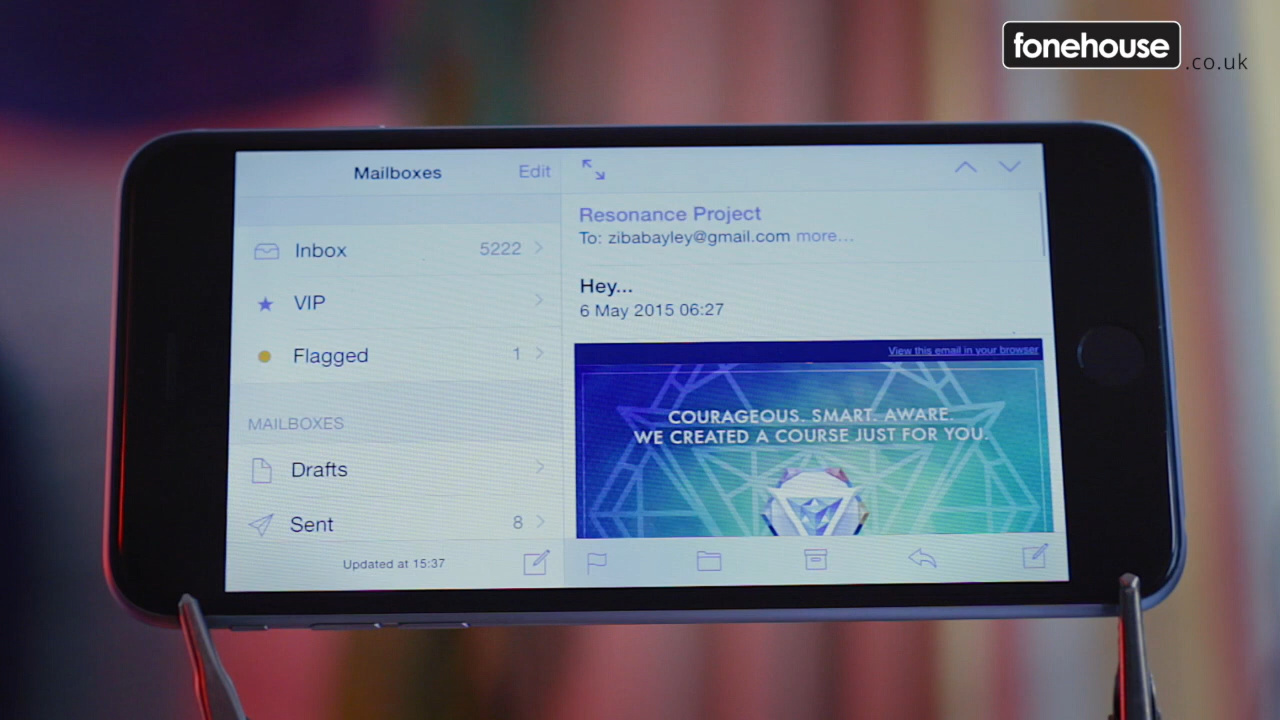 fonehouse
.co.uk
Mailboxes
Edit
Inbox
5222
VIP
Flagged
1
MAILBOXES
Drafts
Sent
8
Updated at 15:37
Resonance Project
To: zibabayley@gmail.com more...
Hey...
6 May 2015 06:27
View this email in your browser
COURAGEOUS. SMART. AWARE.
WE CREATED A COURSE JUST FOR YOU.